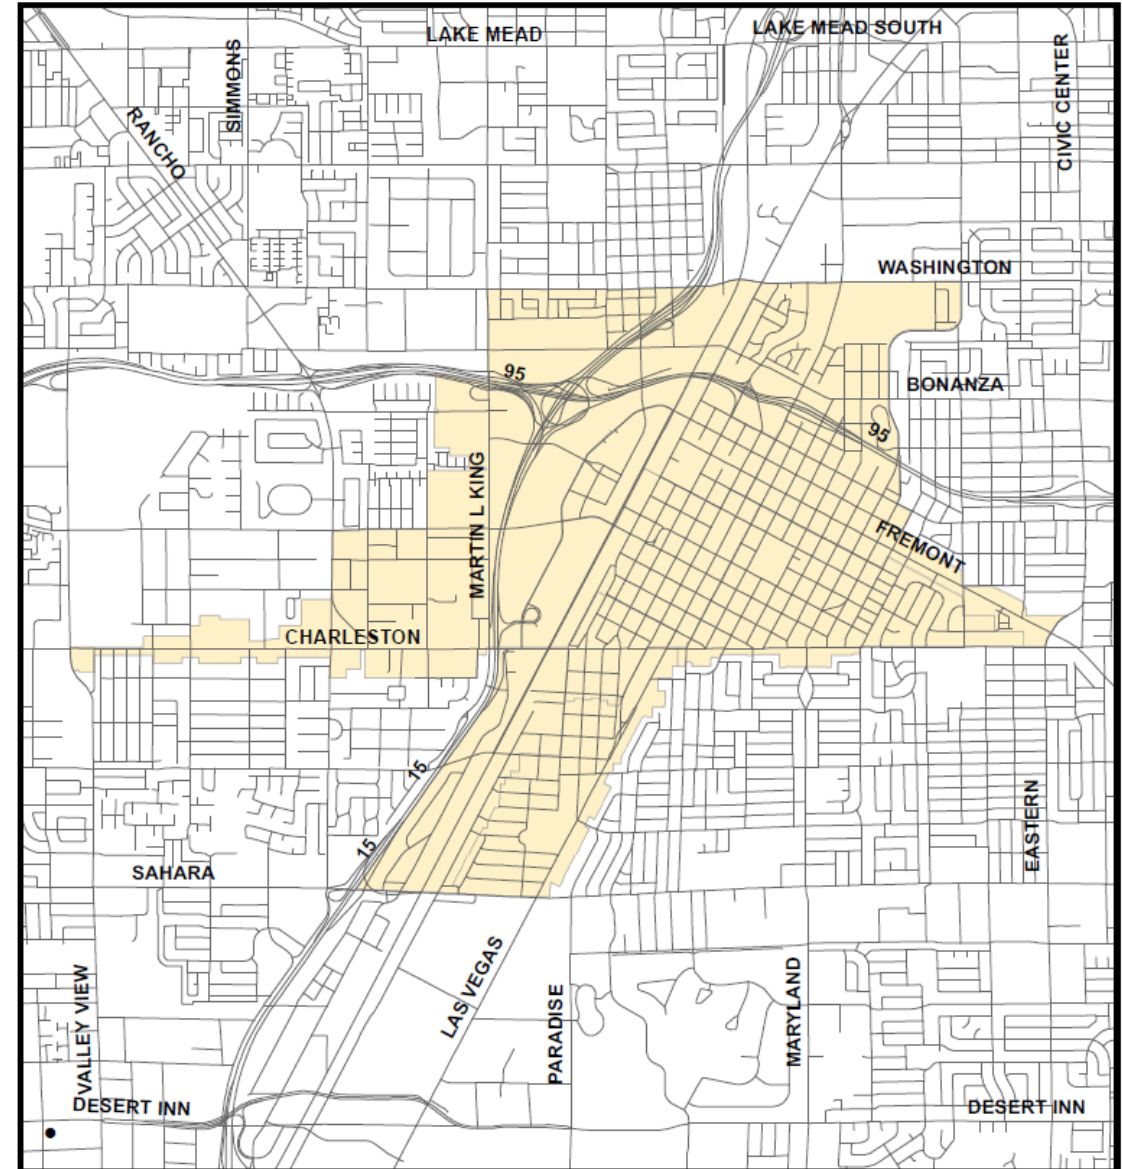 LAKE MEAD
LAKE MEAD SOUTH
SIMMONS
CIVIC CENTER
RANCHO
WASHINGTON
95
BONANZA
95
MARTIN L KING
FREMONT
CHARLESTON
15
EASTERN
15
SAHARA
LAS VEGAS
VALLEY VIEW
PARADISE
MARYLAND
DESERT INN
DESERT INN